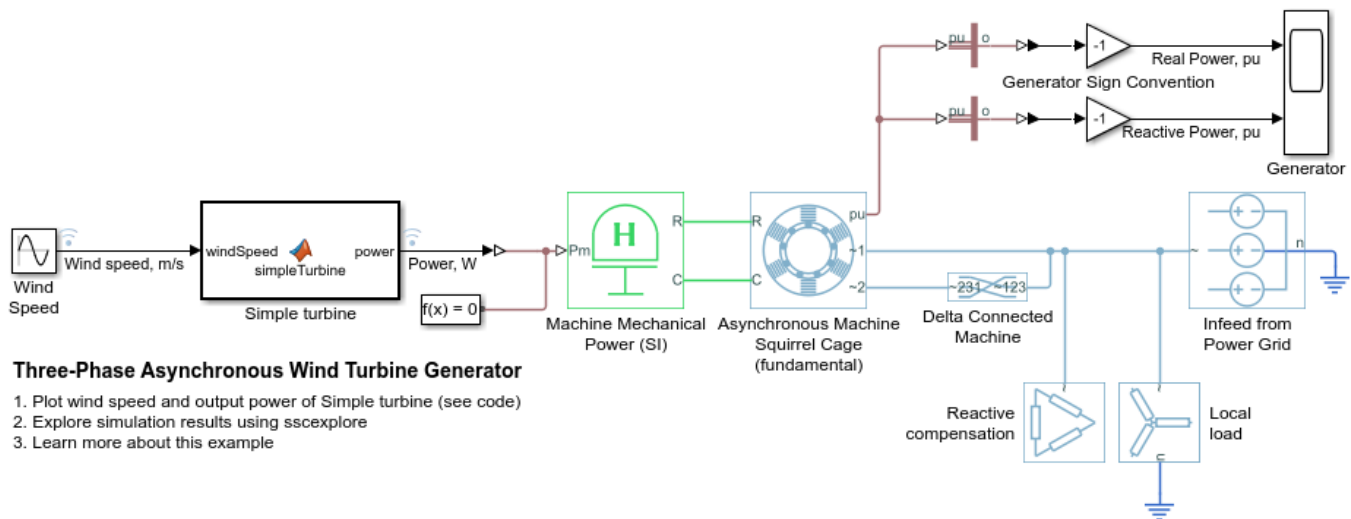 pu
o
-1
Real Power, pu
Generator Sign Convention
pu
o
-1
Reactive Power, pu
Generator
Wind speed, m/s
Wind
Speed
windSpeed
simpleTurbine
power
Simple turbine
Power, W
f(x) = 0
Pm
H
R
C
Machine Mechanical
Power (SI)
R
C
pu
~1
~2
Asynchronous Machine
Squirrel Cage
(fundamental)
~231
~123
Delta Connected
Machine
~
n
Infeed from
Power Grid
Three-Phase Asynchronous Wind Turbine Generator
1. Plot wind speed and output power of Simple turbine (see code)
2. Explore simulation results using sscexplore
3. Learn more about this example
~
Reactive
compensation
~
n
Local
load